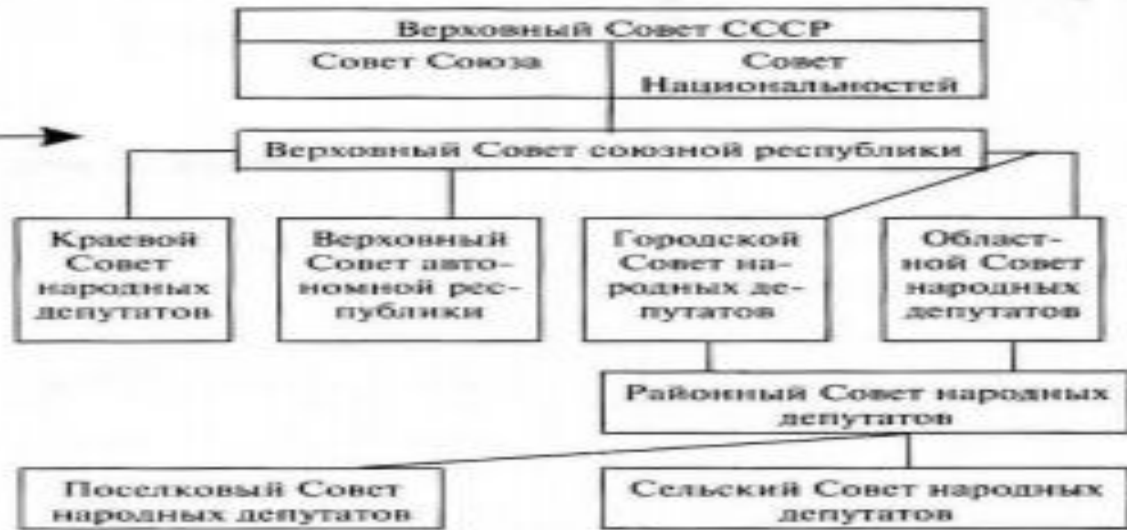 Верховный Совет СССР
Совет Союза
Совет
Национальностей
Верховный Совет союзной республики
Краевой
Совет
народных
депутатов
Верховный
Совет авто-
номной рес-
публики
Городской
Совет на-
родных де-
путатов
Област-
ной Совет
народных
депутатов
Районный Совет народных
депутатов
Поселковый Совет
народных депутатов
Сельский Совет народных
депутатов